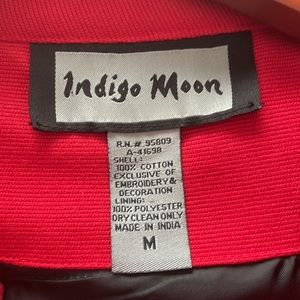 Indigo Moon
R.N. # 95809
A-41698
SHELL:
100% COTTON
EXCLUSIVE OF
EMBROIDERY &
DECORATION
LINING:
100% POLYESTER
DRY CLEAN ONLY
MADE IN INDIA
M